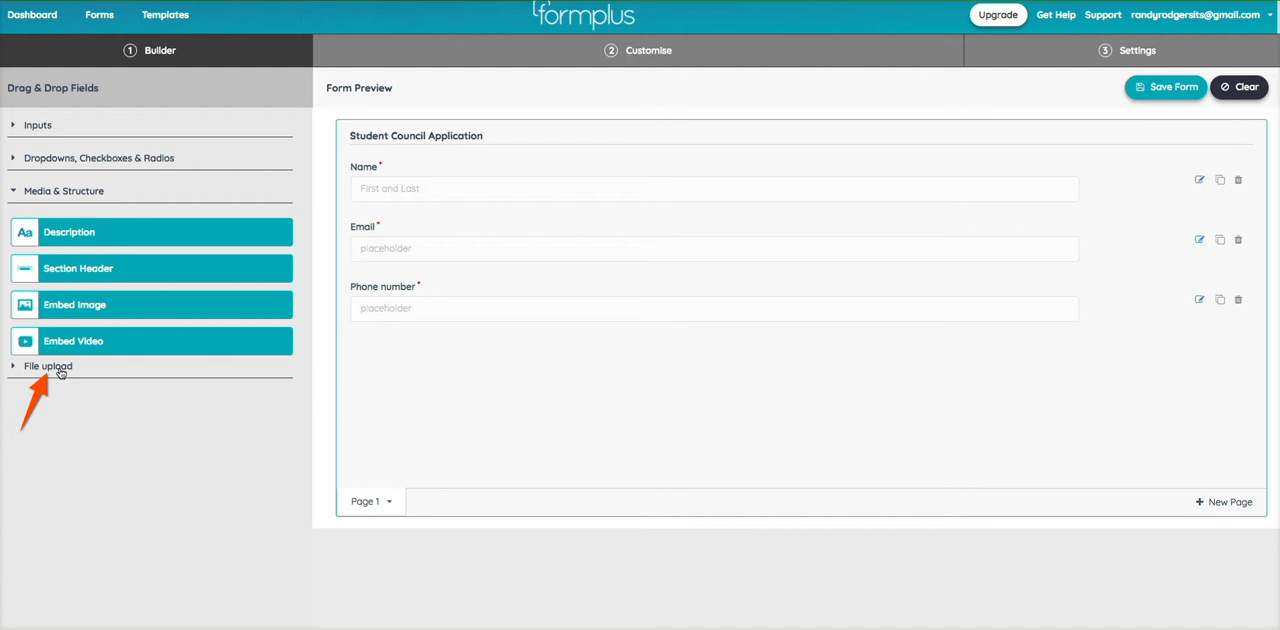 Dashboard Forms Templates formplus Upgrade Get Help Support randyrodgersits@gmail.com
1 Builder 2 Customise 3 Settings
Drag & Drop Fields
Inputs
Dropdowns, Checkboxes & Radios
Media & Structure
Aa Description
Section Header
Embed Image
Embed Video
File upload
Form Preview Save Form Clear
Student Council Application
Name *
First and Last
Email *
placeholder
Phone number *
placeholder
Page 1 + New Page